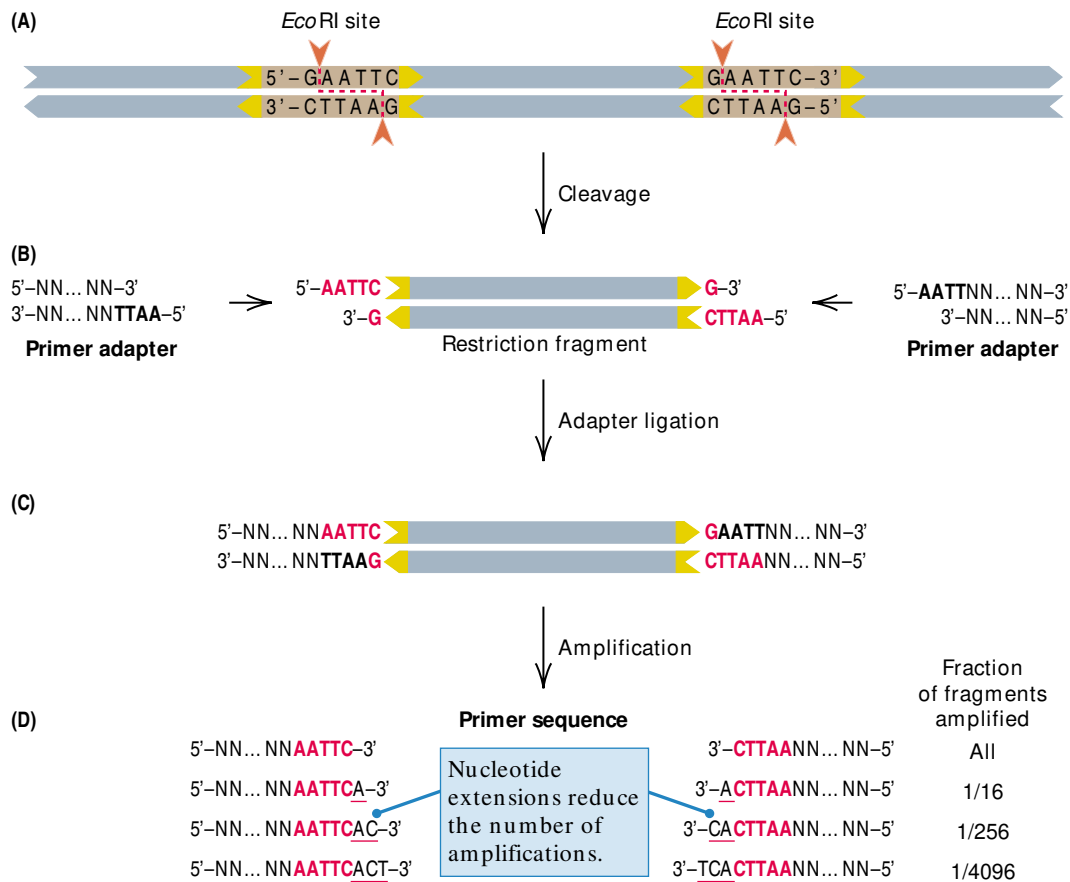 (A)
EcoRI site
EcoRI site
5’–GAATTC
GAATTC–3’
3’–CTTAAG
CTTAAG–5’
Cleavage
(B)
5’–NN... NN–3’
3’–NN... NNTTAA–5’
Primer adapter
5’–AATTC
G–3’
3’–G
CTTAA–5’
Restriction fragment
5’–AATTNN... NN–3’
3’–NN... NN–5’
Primer adapter
Adapter ligation
(C)
5’–NN... NNAATTC
GAATTNN... NN–3’
3’–NN... NNTTAAG
CTTAANN... NN–5’
Amplification
Fraction
of fragments
amplified
(D)
Primer sequence
5’–NN... NNAATTC–3’
3’–CTTAANN... NN–5’
All
5’–NN... NNAATTCA–3’
3’–ACTTAANN... NN–5’
1/16
5’–NN... NNAATTCAC–3’
3’–CACTTAANN... NN–5’
1/256
5’–NN... NNAATTCACT–3’
3’–TCACTTAANN... NN–5’
1/4096
Nucleotide
extensions reduce
the number of
amplifications.